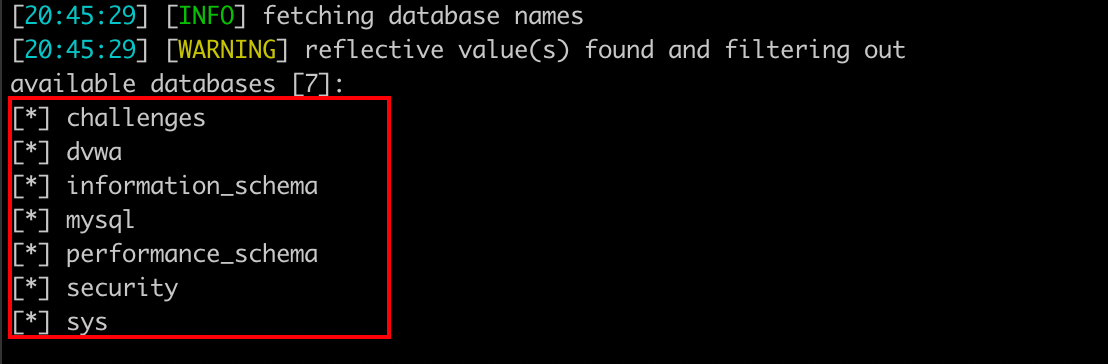 [20:45:29] [INFO] fetching database names
[20:45:29] [WARNING] reflective value(s) found and filtering out
available databases [7]:
[*] challenges
[*] dvwa
[*] information_schema
[*] mysql
[*] performance_schema
[*] security
[*] sys